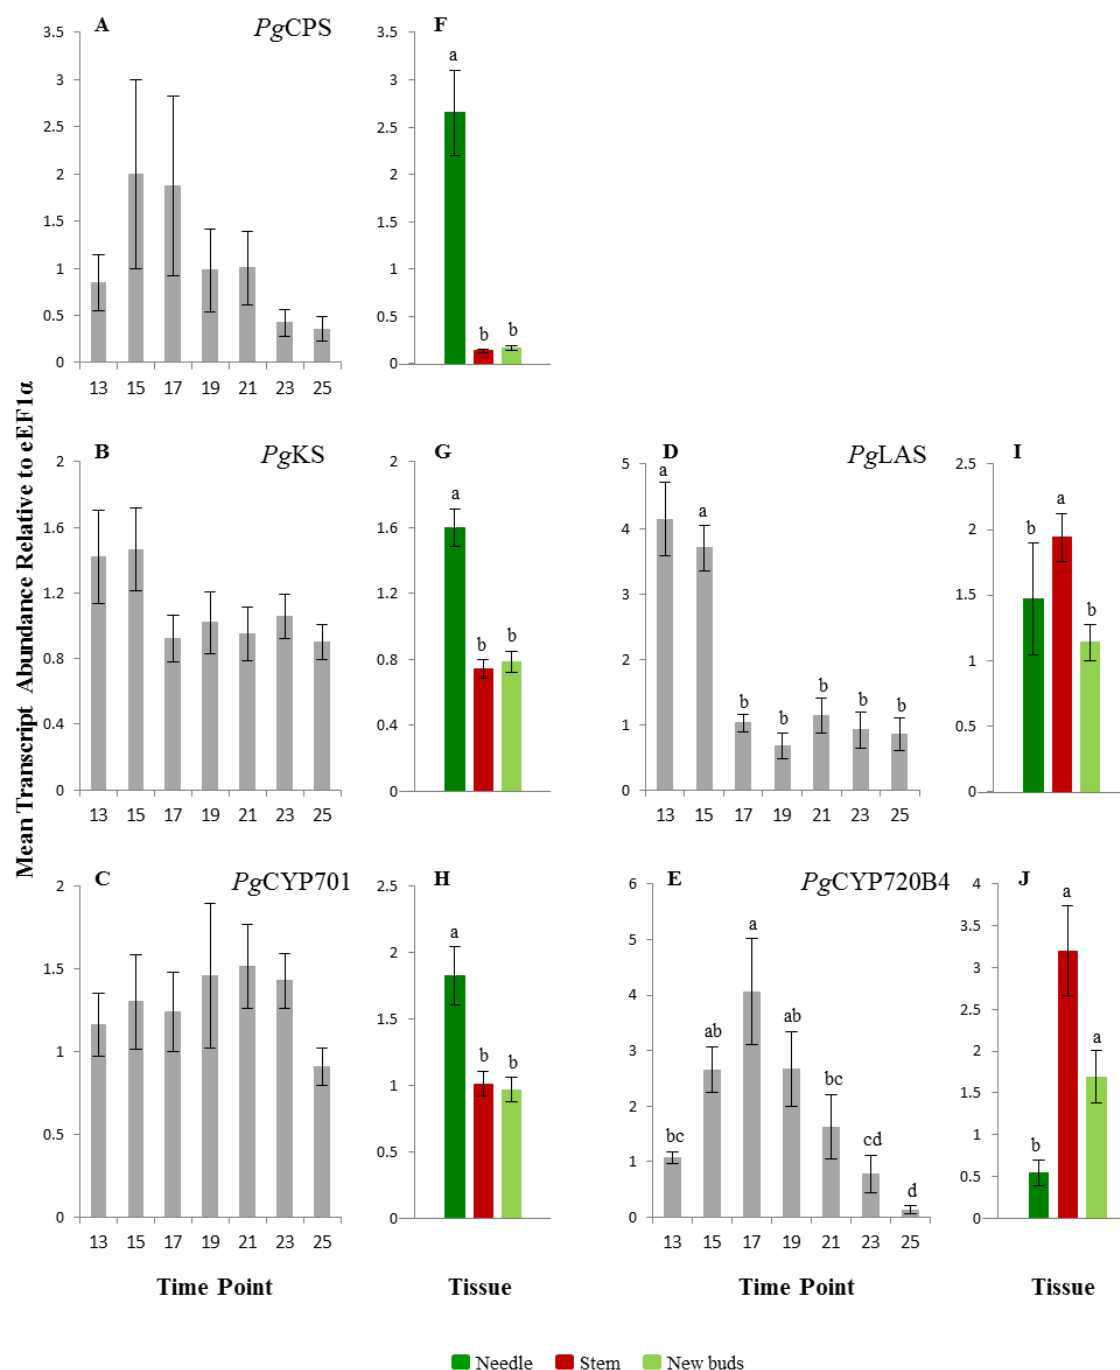 Mean Transcript Abundance Relative to eEF1α
A
PgCPS
3.5
3
2.5
2
1.5
1
0.5
0
13 15 17 19 21 23 25
F
3.5
3
2.5
2
1.5
1
0.5
0
a
b
b
B
PgKS
2
1.6
1.2
0.8
0.4
0
13 15 17 19 21 23 25
G
2
1.6
1.2
0.8
0.4
0
a
b
b
D
PgLAS
5
4
3
2
1
0
a
a
b
b
b
b
b
13 15 17 19 21 23 25
I
2.5
2
1.5
1
0.5
0
b
a
b
C
PgCYP701
2
1.5
1
0.5
0
13 15 17 19 21 23 25
Time Point
H
2.5
2
1.5
1
0.5
0
a
b
b
Tissue
E
PgCYP720B4
6
5
4
3
2
1
0
bc
ab
a
ab
bc
cd
d
13 15 17 19 21 23 25
Time Point
J
4
3.5
3
2.5
2
1.5
1
0.5
0
b
a
a
Tissue
Needle Stem New buds